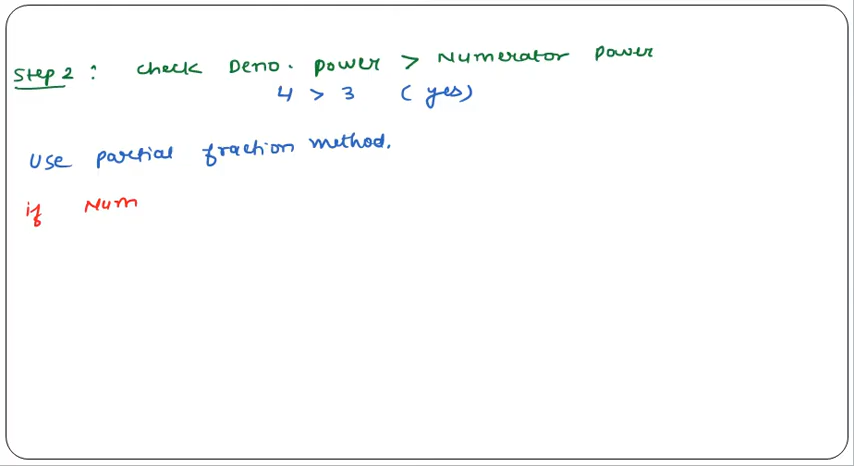 Step 2 : Check Deno. power > Numerator power
4 > 3 (yes)
Use partial fraction method.
if Num